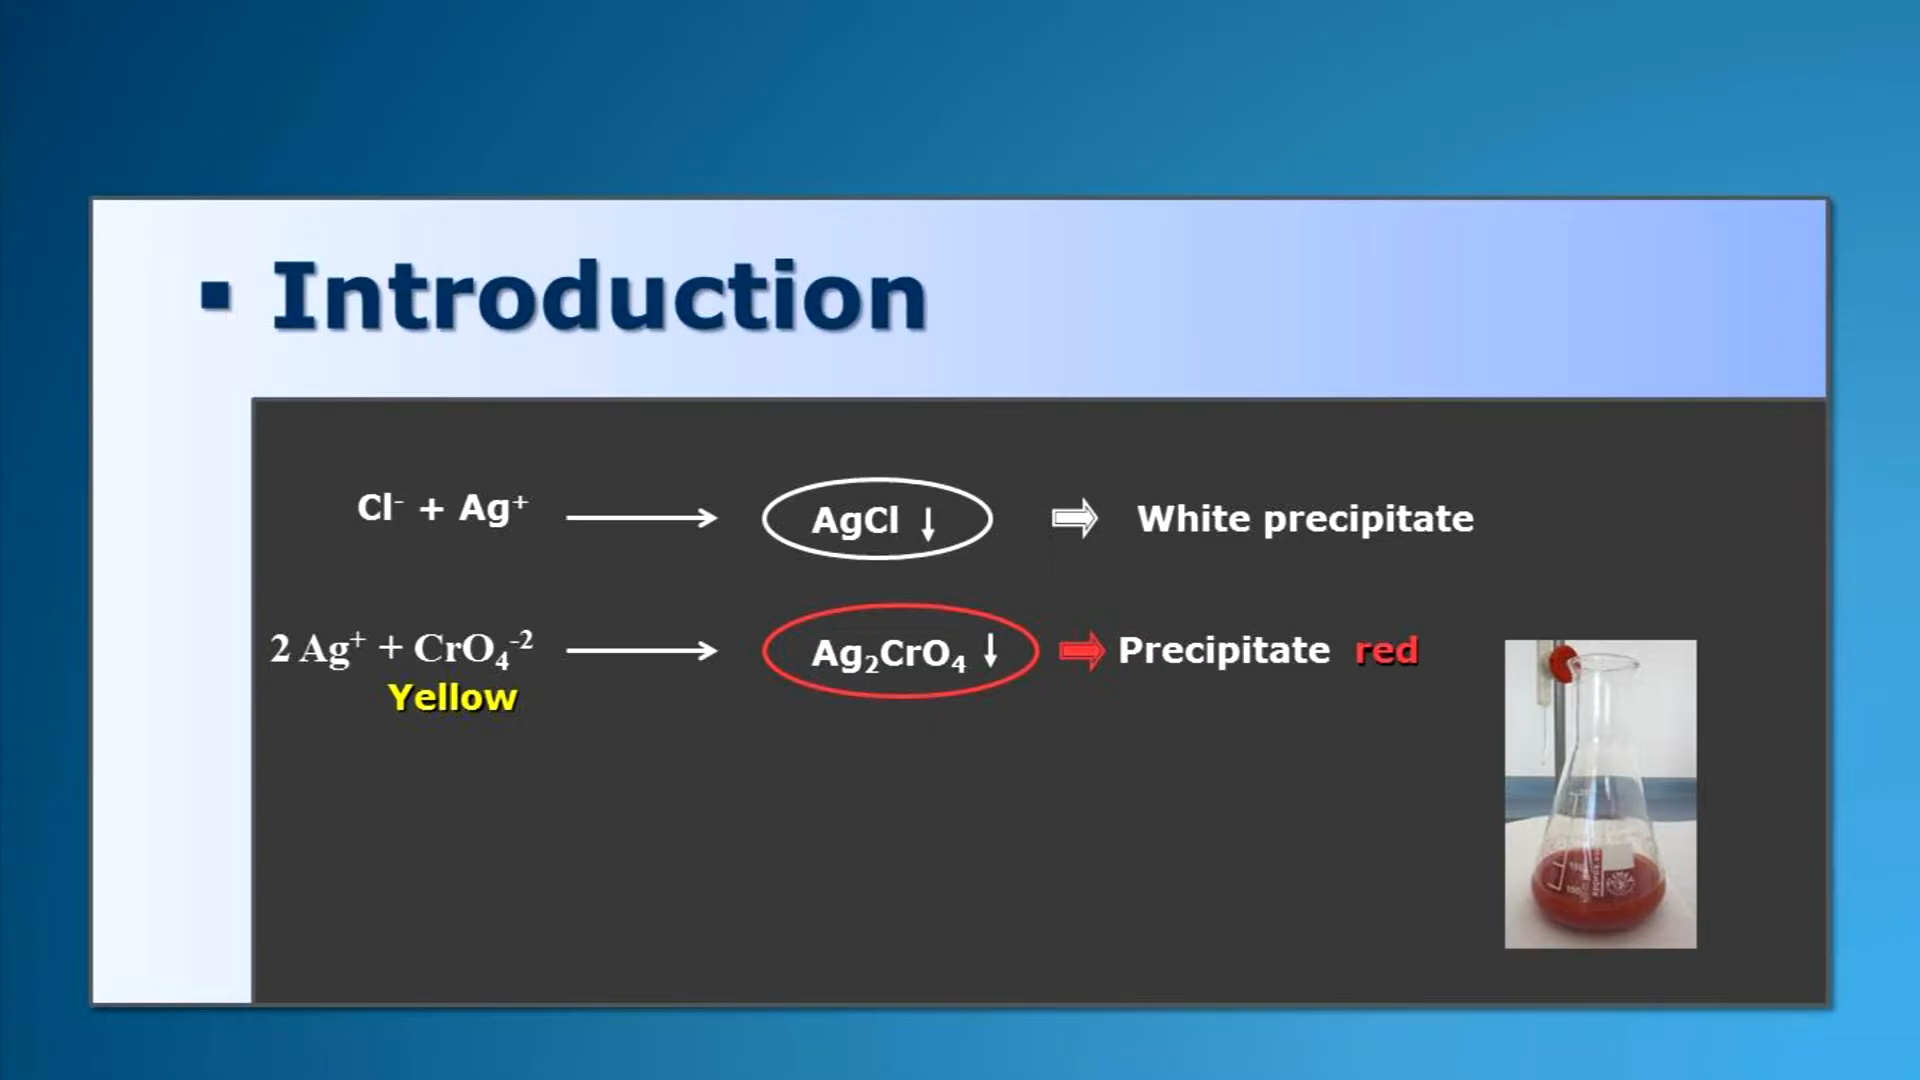 ▪ Introduction
Cl⁻ + Ag⁺ ⟶ AgCl ↓ ⇨ White precipitate
2 Ag⁺ + CrO₄⁻² ⟶ Ag₂CrO₄ ↓ ⇨ Precipitate red
Yellow